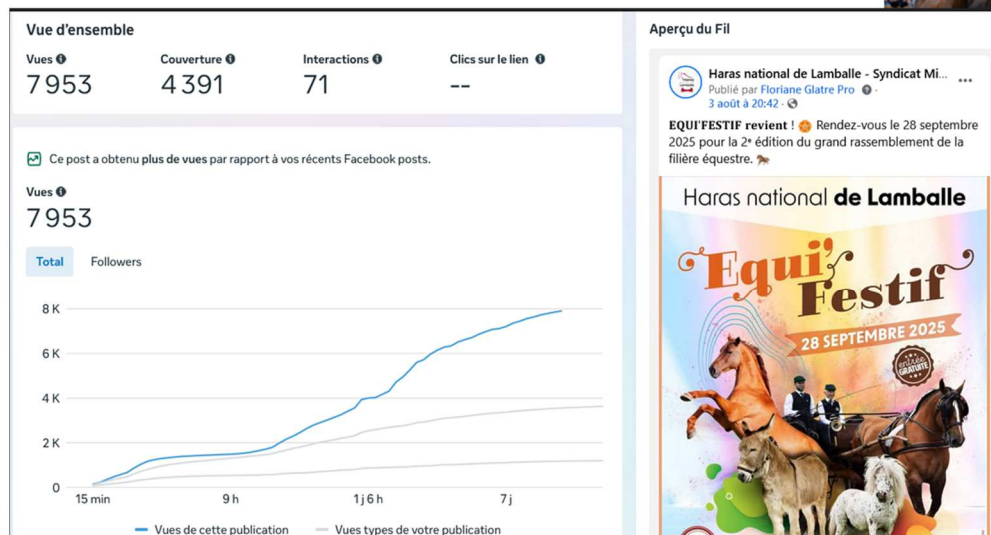 Vue d'ensemble
Vues
Couverture
Interactions
Clics sur le lien
7 953
4 391
71
--
Ce post a obtenu plus de vues par rapport à vos récents Facebook posts.
Vues
7 953
Total
Followers
8 K
6 K
4 K
2 K
0
15 min
9 h
1 j 6 h
7 j
Vues de cette publication
Vues types de votre publication
Aperçu du Fil
Haras national de Lamballe - Syndicat Mi...
Publié par Floriane Glatre Pro
3 août à 20:42
EQUI'FESTIF revient ! Rendez-vous le 28 septembre
2025 pour la 2ᵉ édition du grand rassemblement de la
filière équestre.
Haras national de Lamballe
Equi'
Festif
28 SEPTEMBRE 2025
entrée
GRATUITE